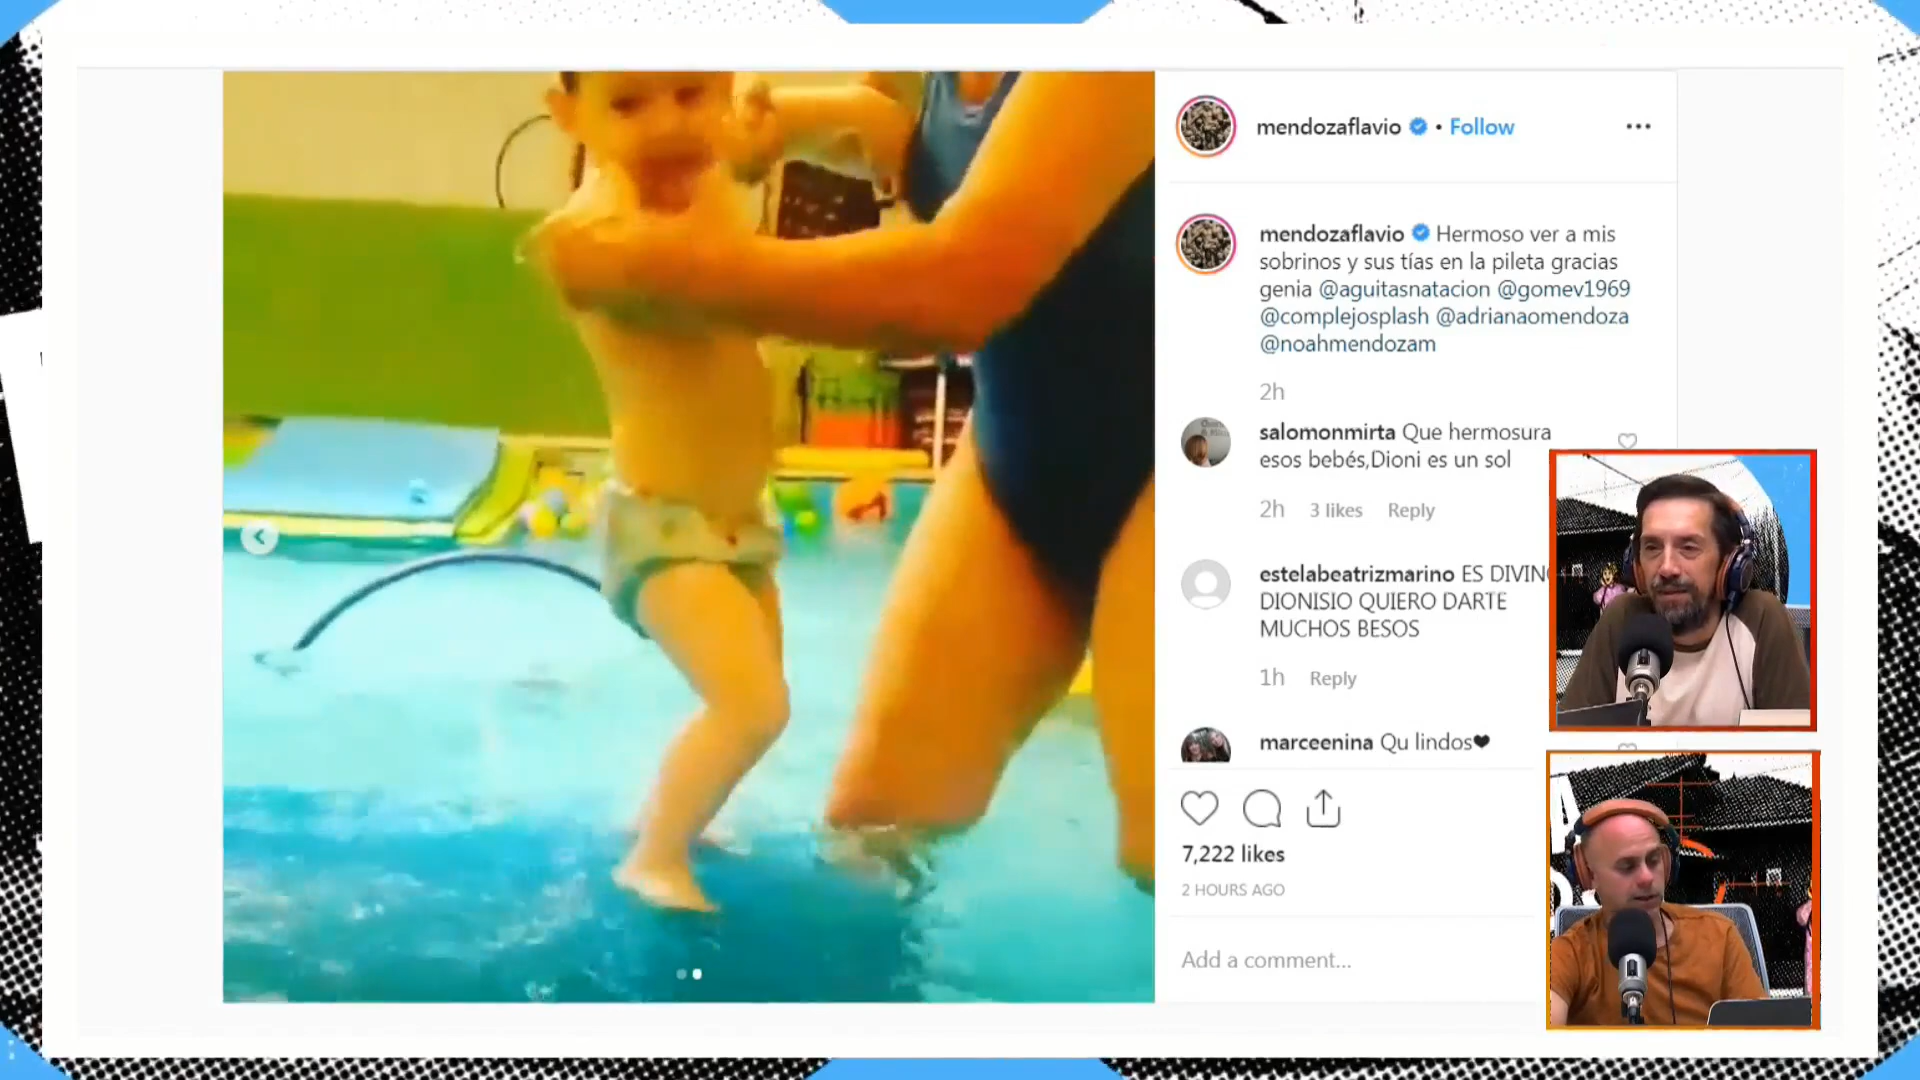 mendozaflavio • Follow
mendozaflavio Hermoso ver a mis
sobrinos y sus tías en la pileta gracias
genia @aguitasnatacion @gomev1969
@complejosplash @adrianaomendoza
@noahmendozam
2h
salomonmirta Que hermosura
esos bebés,Dioni es un sol
2h 3 likes Reply
estelabeatrizmarino ES DIVINO
DIONISIO QUIERO DARTE
MUCHOS BESOS
1h Reply
marceenina Qu lindos❤
7,222 likes
2 HOURS AGO
Add a comment...